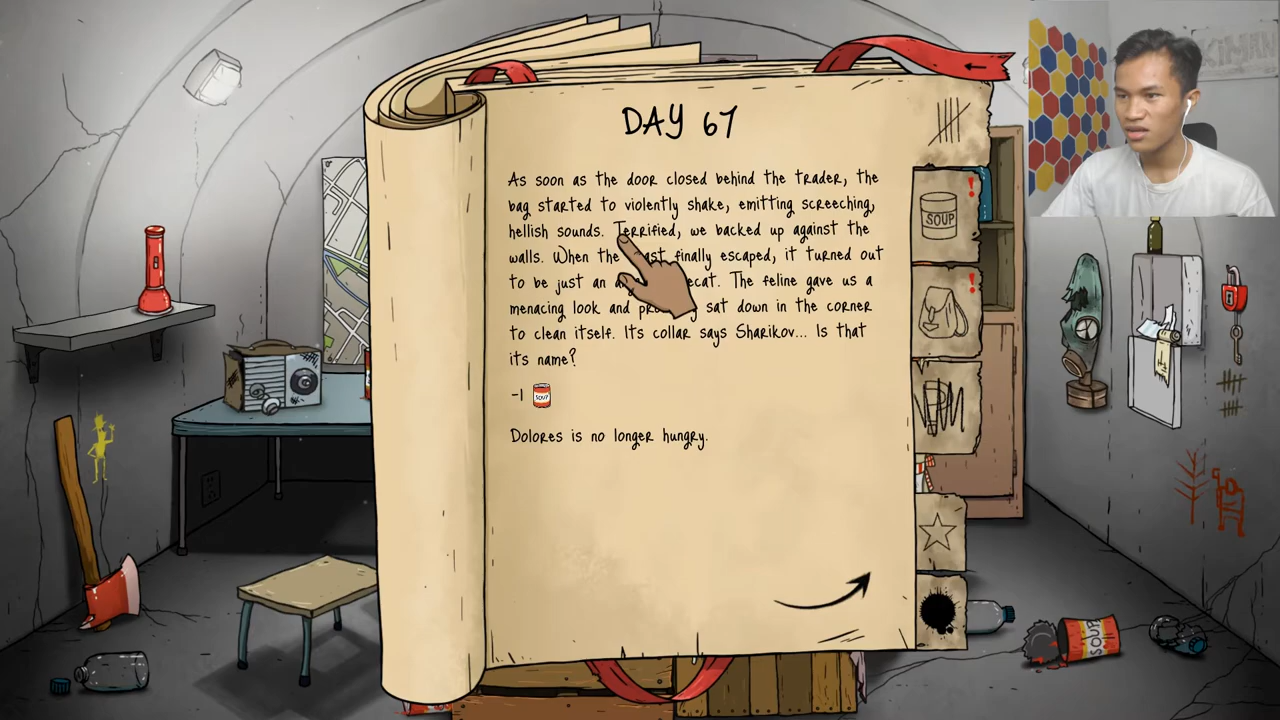 DAY 67
As soon as the door closed behind the trader, the
bag started to violently shake, emitting screeching,
hellish sounds. Terrified, we backed up against the
walls. When the finally escaped, it turned out
to be just an The feline gave us a
menacing look and sat down in the corner
to clean itself. Its collar says Sharikov... Is that
its name?
-1 SOUP
Dolores is no longer hungry.
SOUP
SOUP